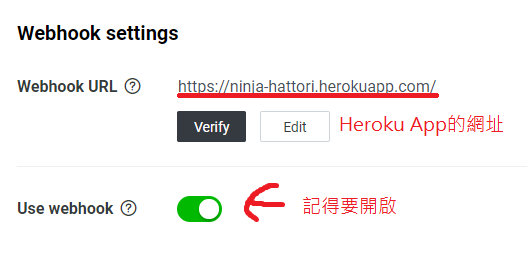 Webhook settings
Webhook URL ?
https://ninja-hattori.herokuapp.com/
Verify
Edit
Heroku App的網址
Use webhook ?
記得要開啟